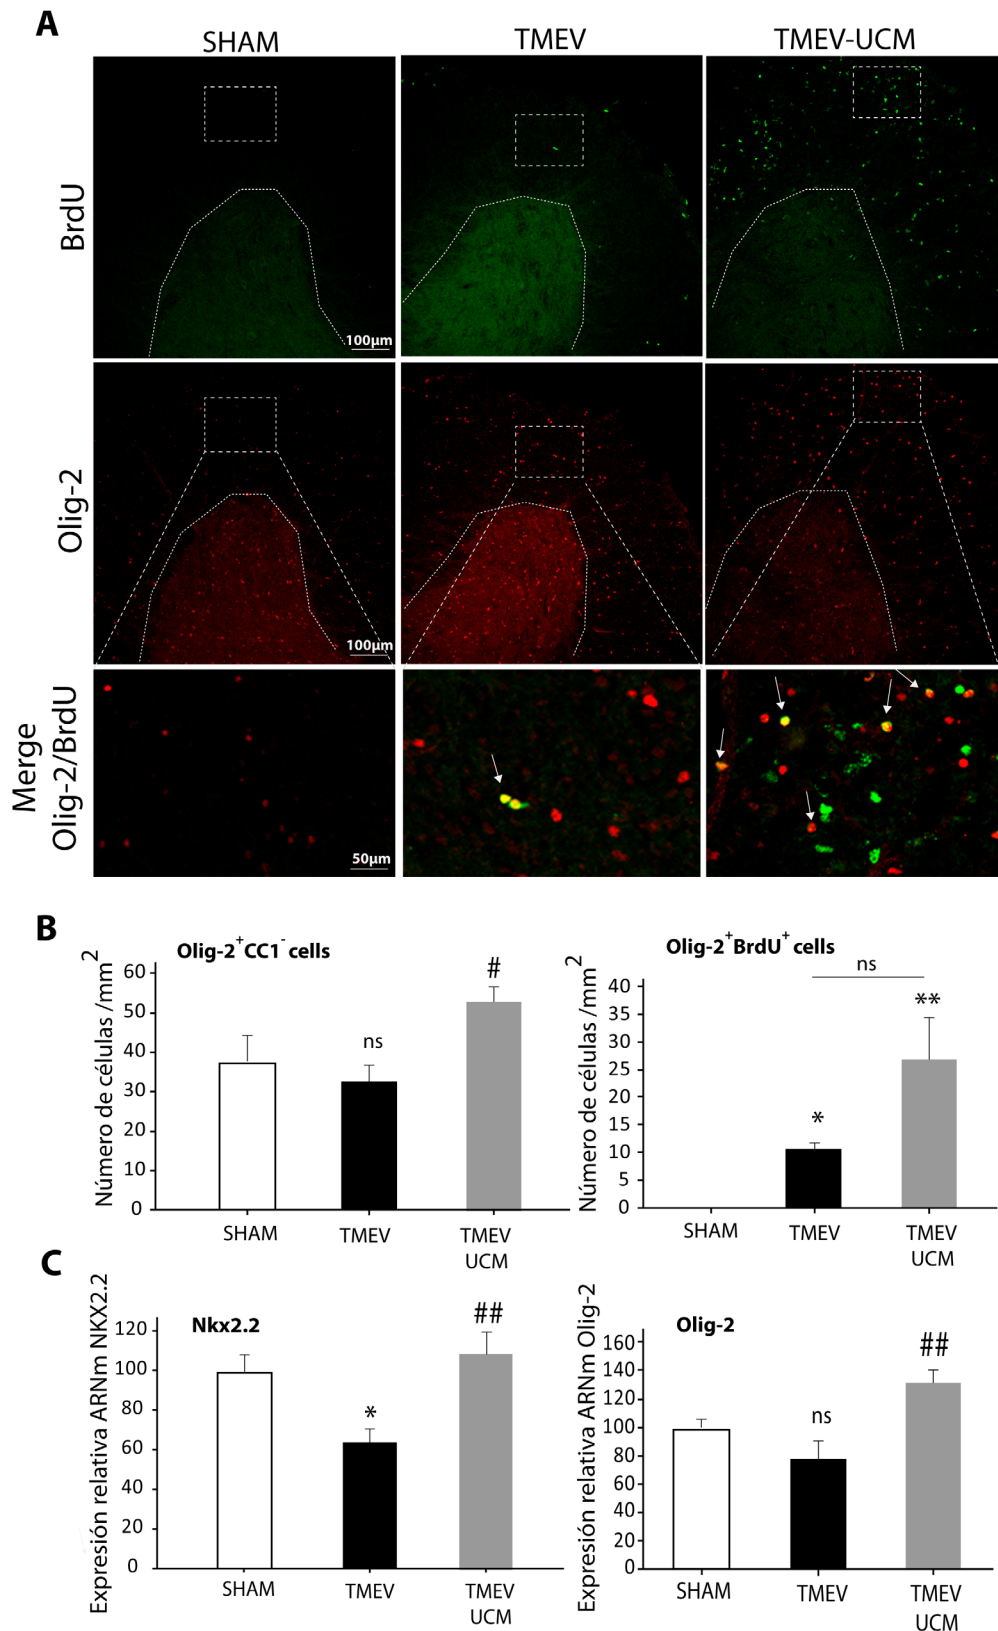 A
SHAM
TMEV
TMEV-UCM
BrdU
100µm
Olig-2
100µm
Merge
Olig-2/BrdU
50µm
B
Olig-2+CC1- cells
Número de células /mm2
60
50
40
30
20
10
0
ns
#
SHAM
TMEV
TMEV
UCM
Olig-2+BrdU+ cells
Número de células /mm2
40
35
30
25
20
15
10
5
0
ns
*
**
SHAM
TMEV
TMEV
UCM
C
Nkx2.2
Expresión relativa ARNm NKX2.2
120
100
80
60
40
20
0
*
##
SHAM
TMEV
TMEV
UCM
Olig-2
Expresión relativa ARNm Olig-2
160
140
120
100
80
60
40
20
0
ns
##
SHAM
TMEV
TMEV
UCM